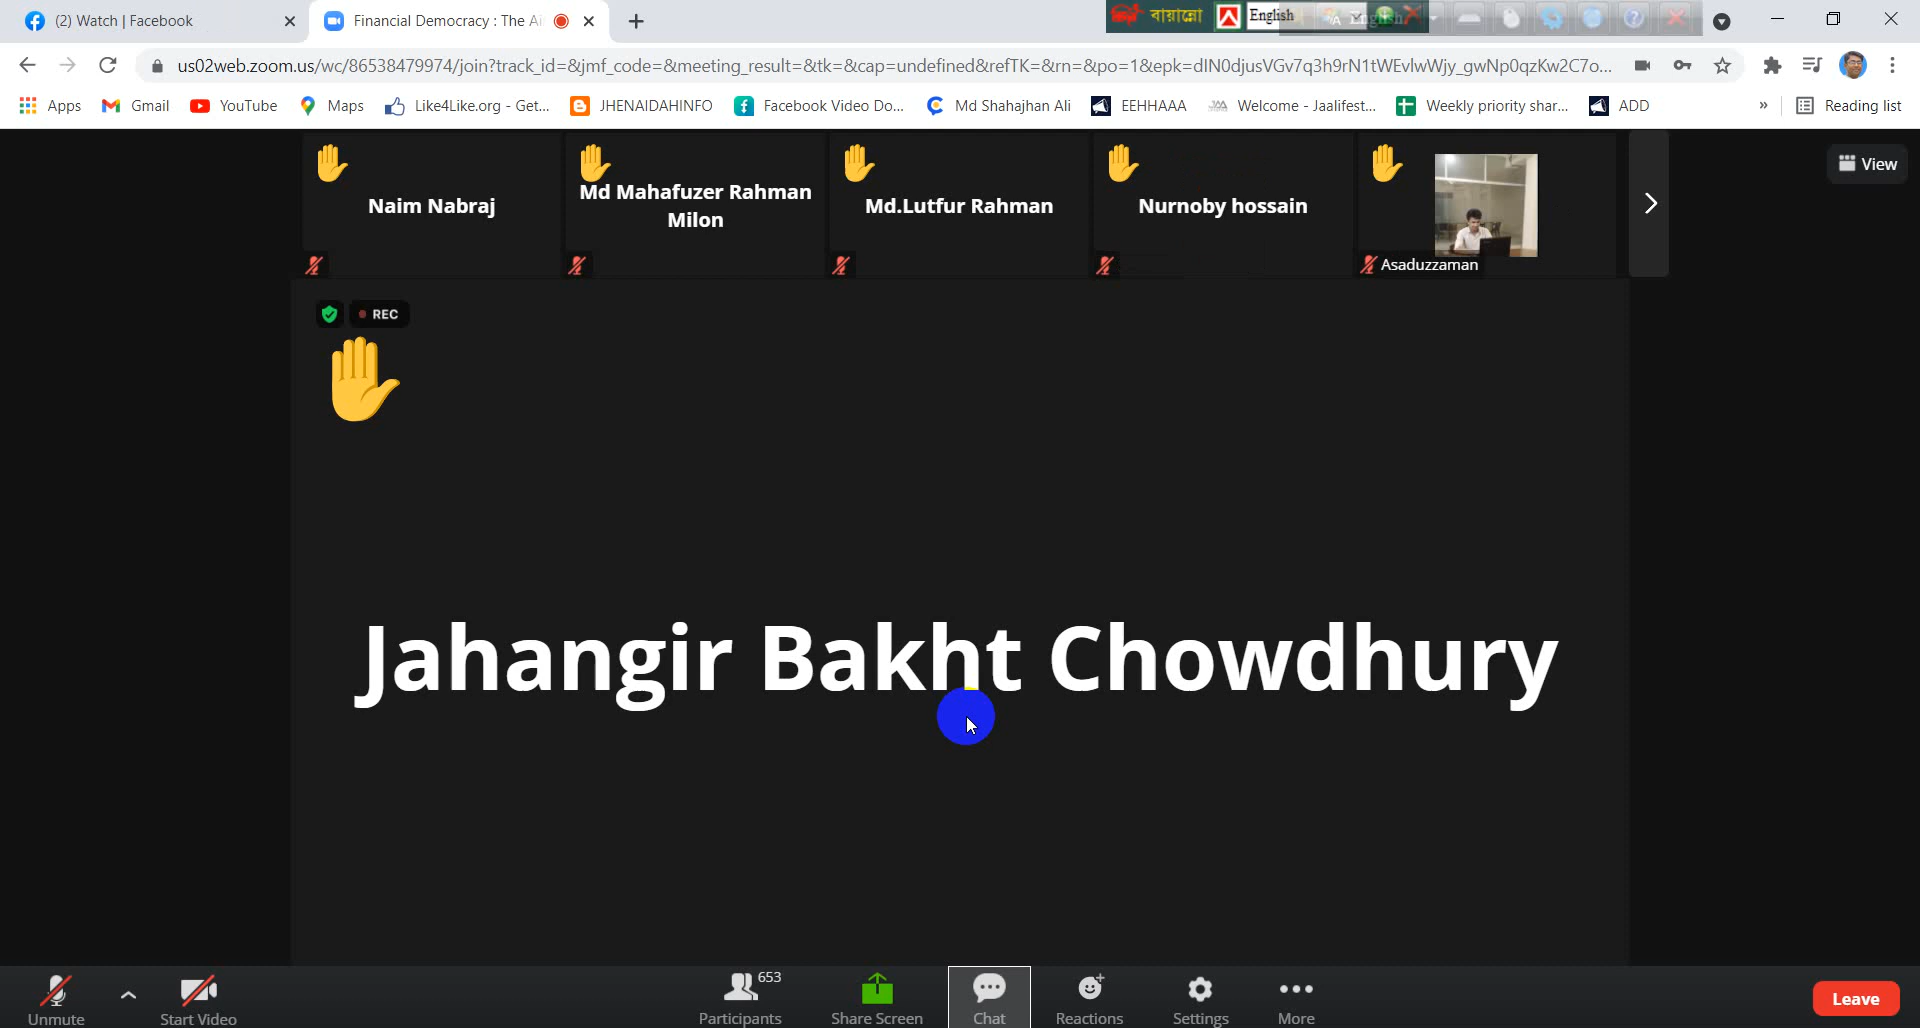 (2) Watch | Facebook
Financial Democracy : The Ai
বায়ান্নো
English
us02web.zoom.us/wc/86538479974/join?track_id=&jmf_code=&meeting_result=&tk=&cap=undefined&refTK=&rn=&po=1&epk=dIN0djusVGv7q3h9rN1tWEvlwWjy_gwNp0qzKw2C7o...
Apps
Gmail
YouTube
Maps
Like4Like.org - Get...
JHENAIDAHINFO
Facebook Video Do...
Md Shahajhan Ali
EEHHAAA
Welcome - Jaalifest...
Weekly priority shar...
ADD
»
Reading list
Naim Nabraj
Md Mahafuzer Rahman
Milon
Md.Lutfur Rahman
Nurnoby hossain
Asaduzzaman
View
REC
Jahangir Bakht Chowdhury
Unmute
Start Video
653
Participants
Share Screen
Chat
Reactions
Settings
More
Leave